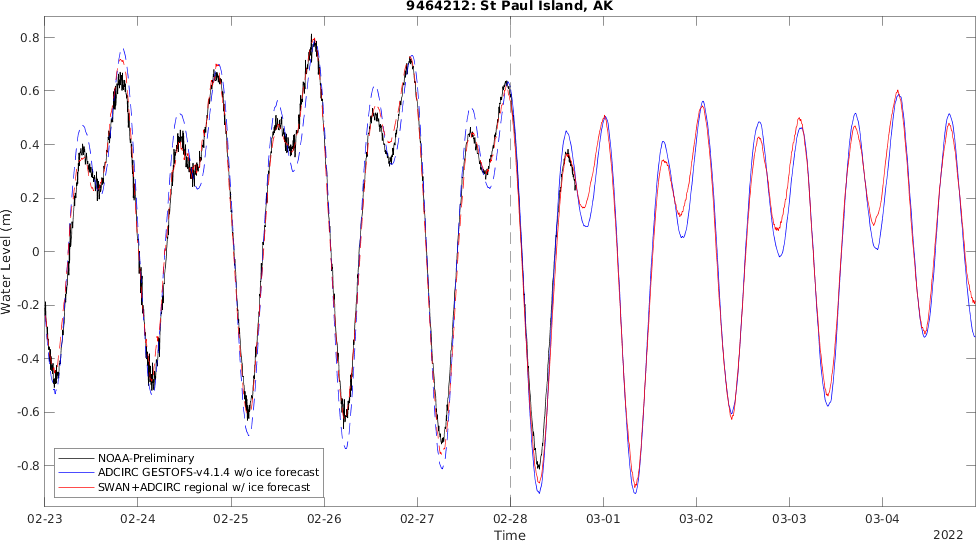 9464212: St Paul Island, AK
0.8
0.6
0.4
0.2
0
-0.2
-0.4
-0.6
-0.8
Water Level (m)
NOAA-Preliminary
ADCIRC GESTOFS-v4.1.4 w/o ice forecast
SWAN+ADCIRC regional w/ ice forecast
02-23 02-24 02-25 02-26 02-27 02-28 03-01 03-02 03-03 03-04
Time
2022